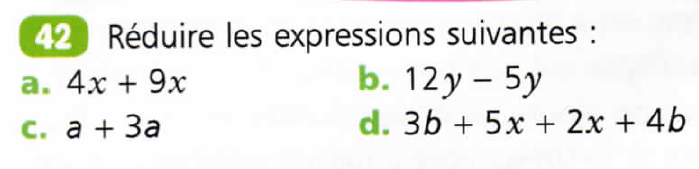 42 Réduire les expressions suivantes :
a. 4x + 9x b. 12y – 5y
c. a + 3a d. 3b + 5x + 2x + 4b